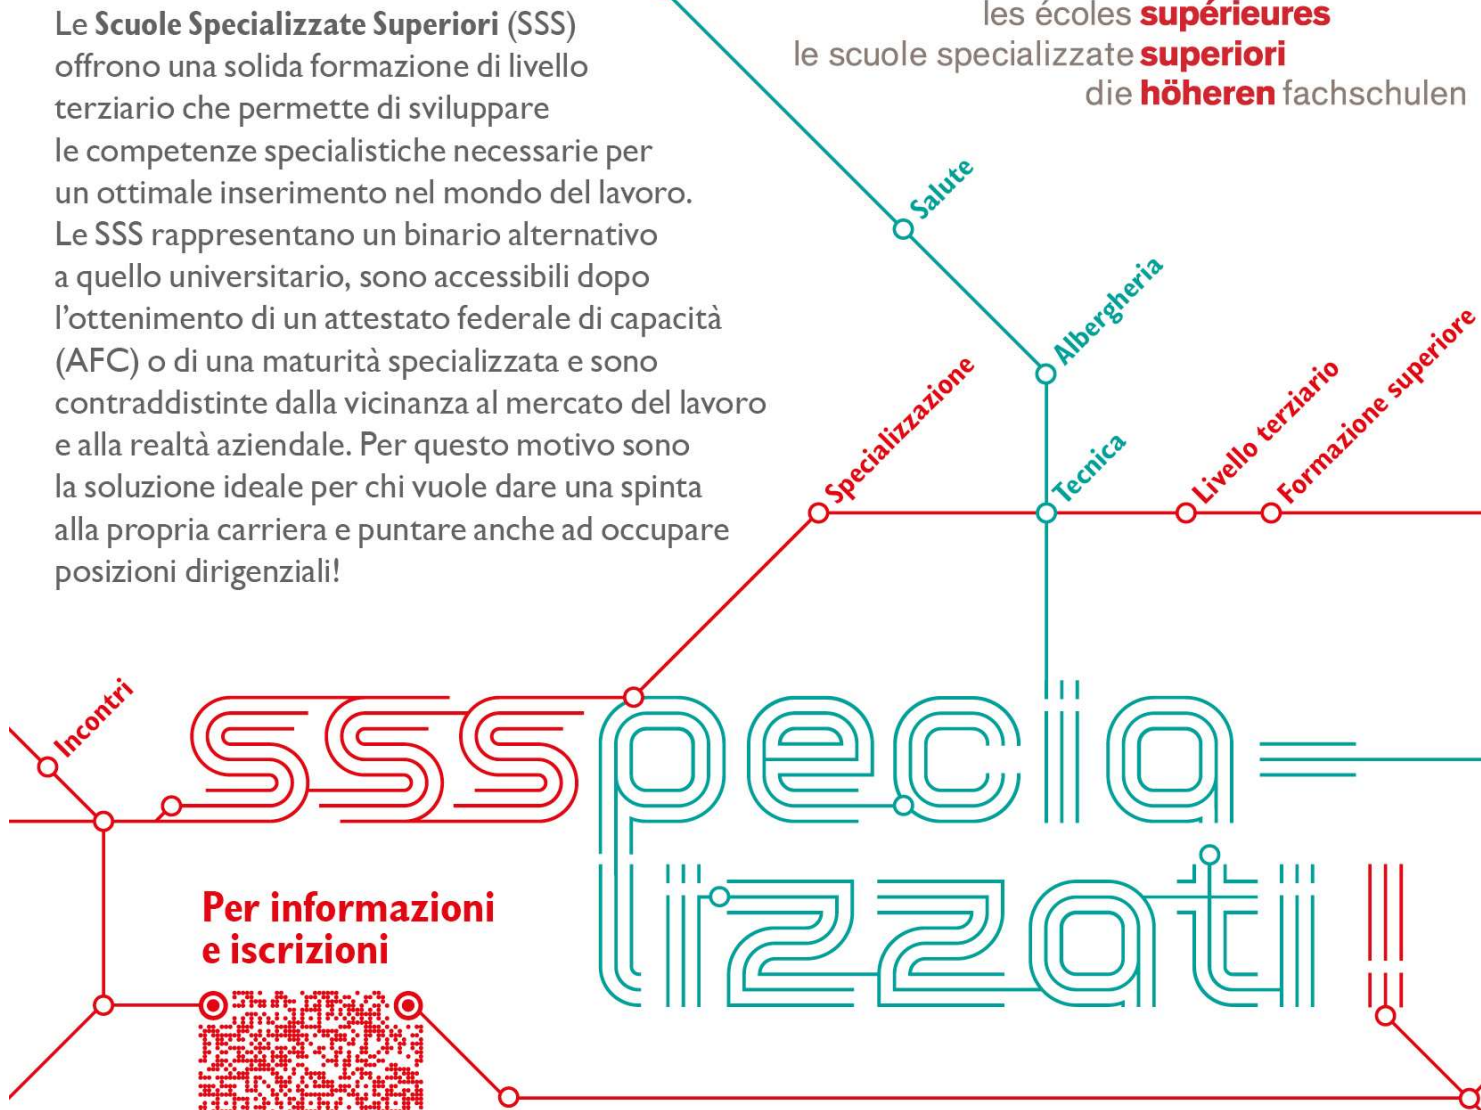 Le Scuole Specializzate Superiori (SSS)
offrono una solida formazione di livello
terziario che permette di sviluppare
le competenze specialistiche necessarie per
un ottimale inserimento nel mondo del lavoro.
Le SSS rappresentano un binario alternativo
a quello universitario, sono accessibili dopo
l’ottenimento di un attestato federale di capacità
(AFC) o di una maturità specializzata e sono
contraddistinte dalla vicinanza al mercato del lavoro
e alla realtà aziendale. Per questo motivo sono
la soluzione ideale per chi vuole dare una spinta
alla propria carriera e puntare anche ad occupare
posizioni dirigenziali!
les écoles supérieures
le scuole specializzate superiori
die höheren fachschulen
Salute
Albergheria
Specializzazione
Tecnica
Livello terziario
Formazione superiore
Incontri
ssspecia-
lizzati!
Per informazioni
e iscrizioni